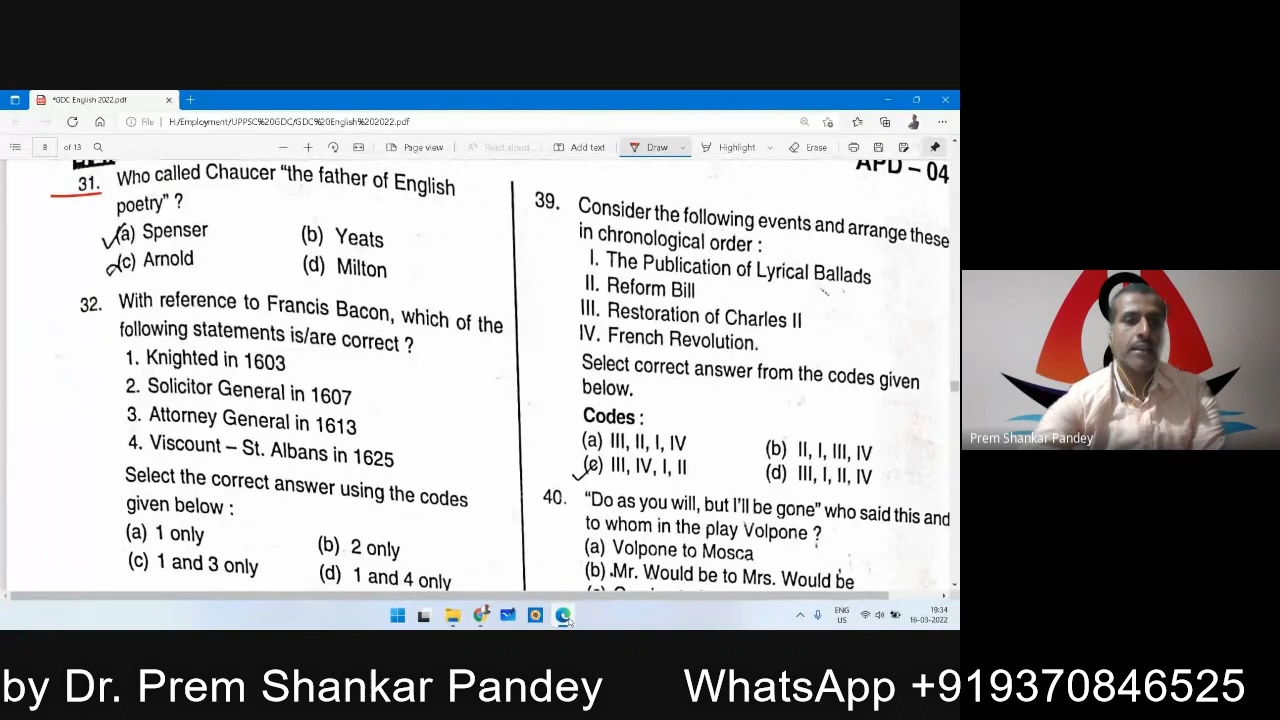 *GDC English 2022.pdf
File
H:/Employment/UPPSC%20GDC/GDC%20English%202022.pdf
8 of 13
Page view
Read aloud
Add text
Draw
Highlight
Erase
APD – 04
31. Who called Chaucer “the father of English
poetry” ?
(a) Spenser (b) Yeats
(c) Arnold (d) Milton
32. With reference to Francis Bacon, which of the
following statements is/are correct ?
1. Knighted in 1603
2. Solicitor General in 1607
3. Attorney General in 1613
4. Viscount – St. Albans in 1625
Select the correct answer using the codes
given below :
(a) 1 only (b) 2 only
(c) 1 and 3 only (d) 1 and 4 only
39. Consider the following events and arrange these
in chronological order :
I. The Publication of Lyrical Ballads
II. Reform Bill
III. Restoration of Charles II
IV. French Revolution.
Select correct answer from the codes given
below.
Codes :
(a) III, II, I, IV (b) II, I, III, IV
(c) III, IV, I, II (d) III, I, II, IV
40. “Do as you will, but I’ll be gone” who said this and
to whom in the play Volpone ?
(a) Volpone to Mosca
(b) Mr. Would be to Mrs. Would be
Prem Shankar Pandey
ENG
US
19:34
16-03-2022
by Dr. Prem Shankar Pandey WhatsApp +919370846525